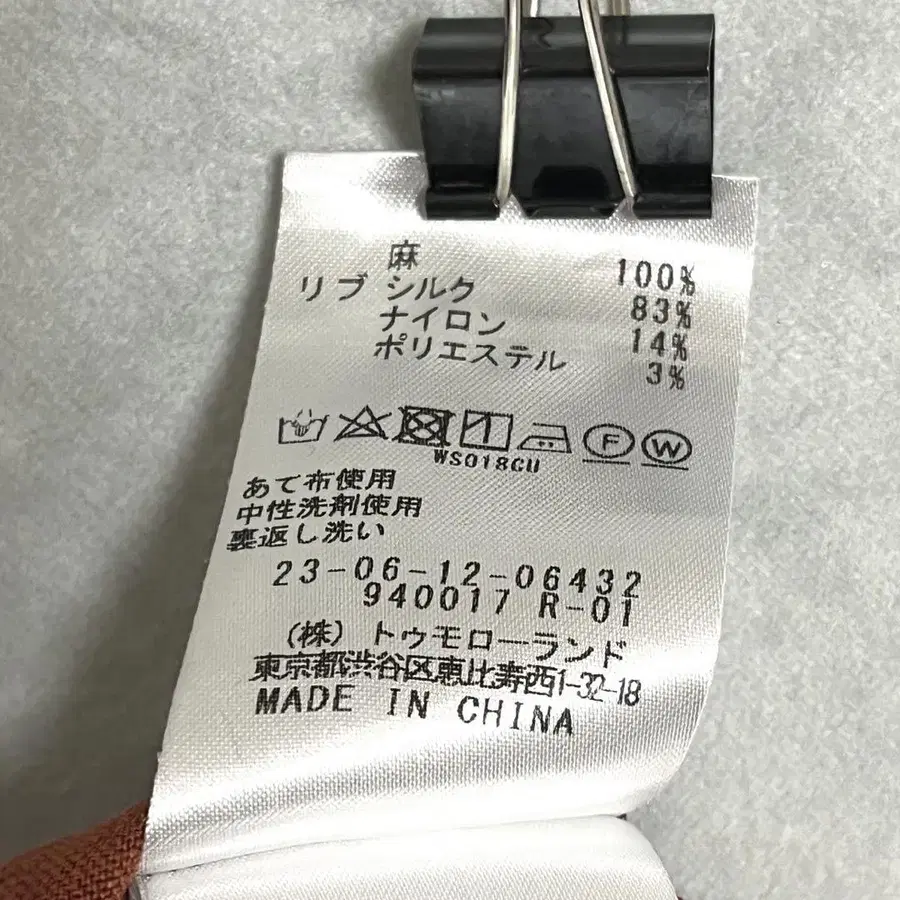 麻 100%
リブ シルク 83%
ナイロン 14%
ポリエステル 3%
F W
WS018CU
あて布使用
中性洗剤使用
裏返し洗い
23-06-12-06432
940017 R-01
(株) トゥモローランド
東京都渋谷区恵比寿西1-32-18
MADE IN CHINA